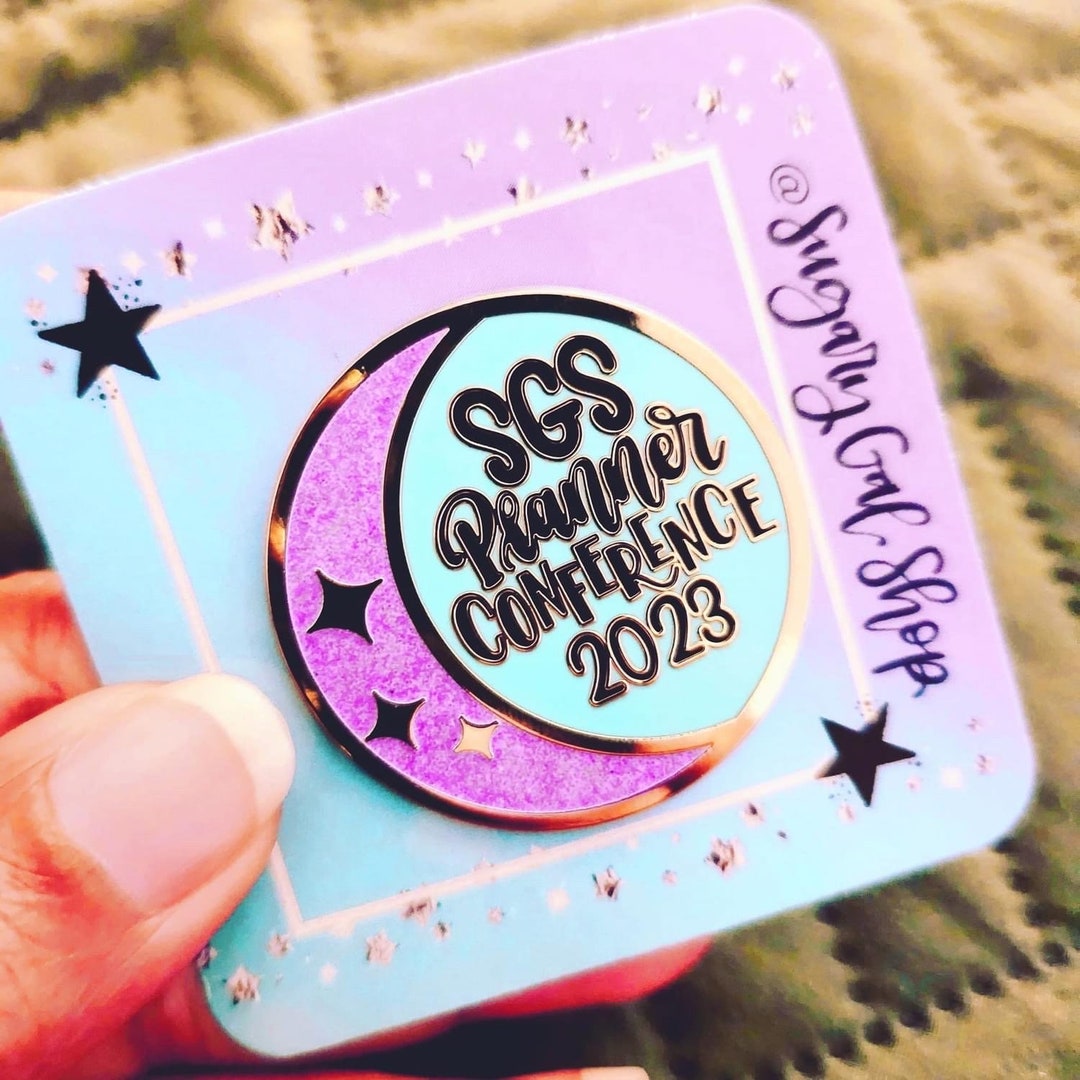 SGS
Planner
CONFERENCE
2023
@SugaryGal.Shop